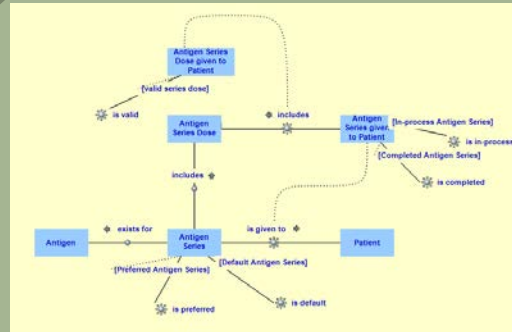 Antigen Series
Dose given to
Patient
[valid series dose]
is valid
Antigen
Series Dose
includes
Antigen
Series given
to Patient
[In-process Antigen Series]
is in-process
[Completed Antigen Series]
is completed
includes
Antigen
exists for
Antigen
Series
is given to
Patient
[Preferred Antigen Series]
[Default Antigen Series]
is preferred
is default